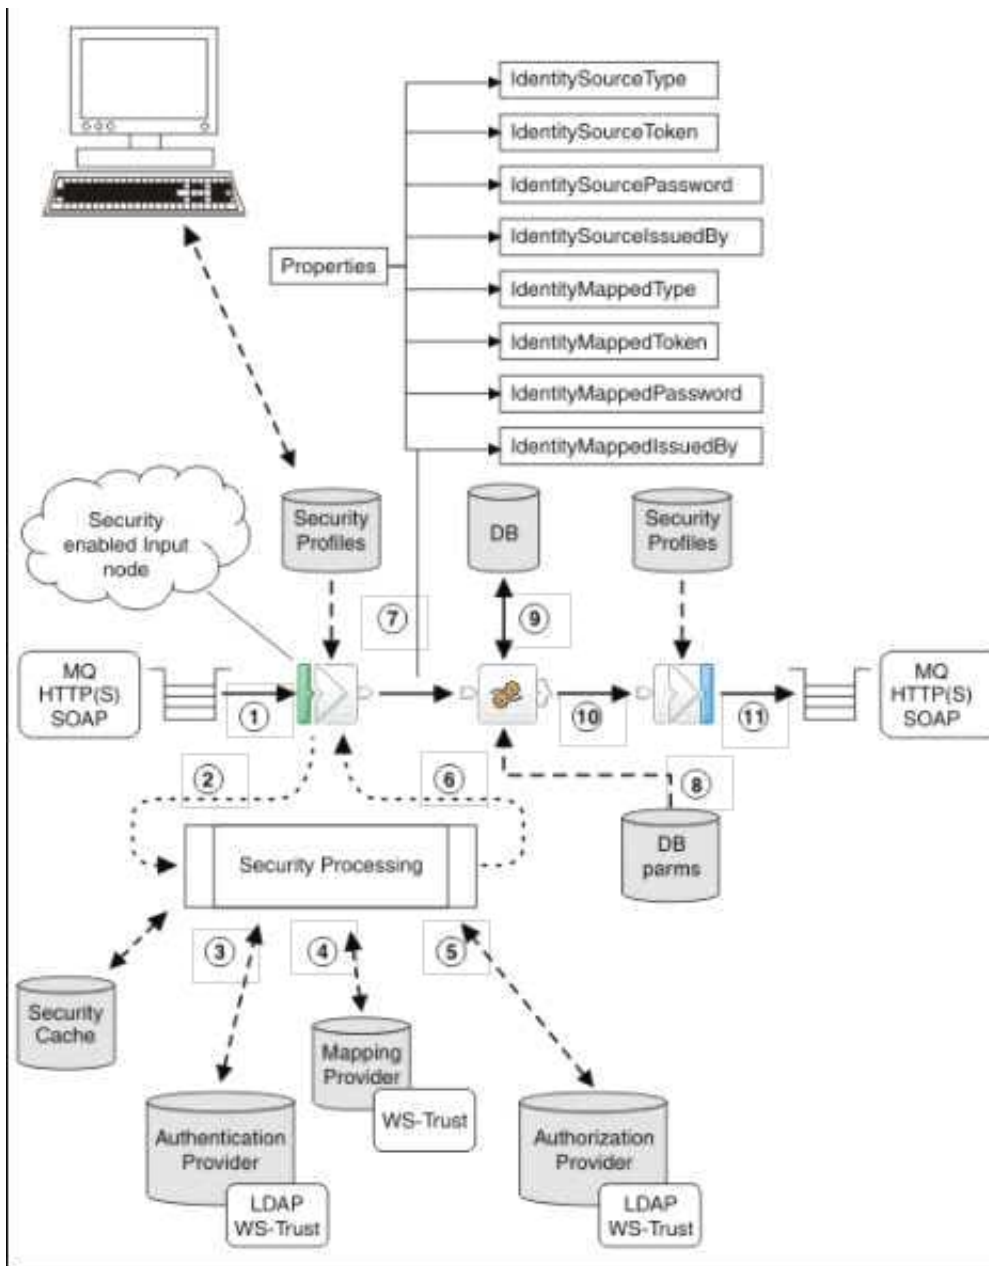 IdentitySourceType
IdentitySourceToken
IdentitySourcePassword
IdentitySourceIssuedBy
Properties
IdentityMappedType
IdentityMappedToken
IdentityMappedPassword
IdentityMappedIssuedBy
Security
enabled Input
node
Security
Profiles
DB
Security
Profiles
7
9
MQ
HTTP(S)
SOAP
1
10
11
MQ
HTTP(S)
SOAP
2
6
8
Security Processing
DB
parms
3
4
5
Security
Cache
Mapping
Provider
WS-Trust
Authentication
Provider
LDAP
WS-Trust
Authorization
Provider
LDAP
WS-Trust